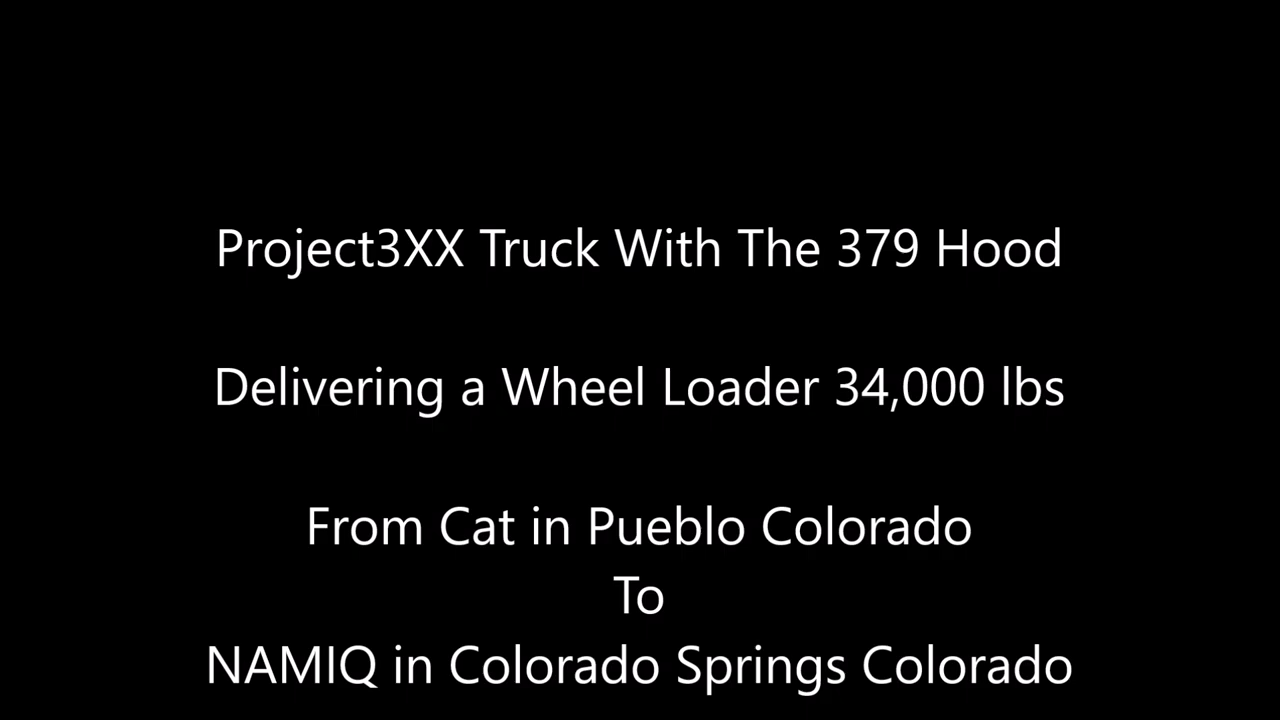 Project3XX Truck With The 379 Hood
Delivering a Wheel Loader 34,000 lbs
From Cat in Pueblo Colorado
To
NAMIQ in Colorado Springs Colorado